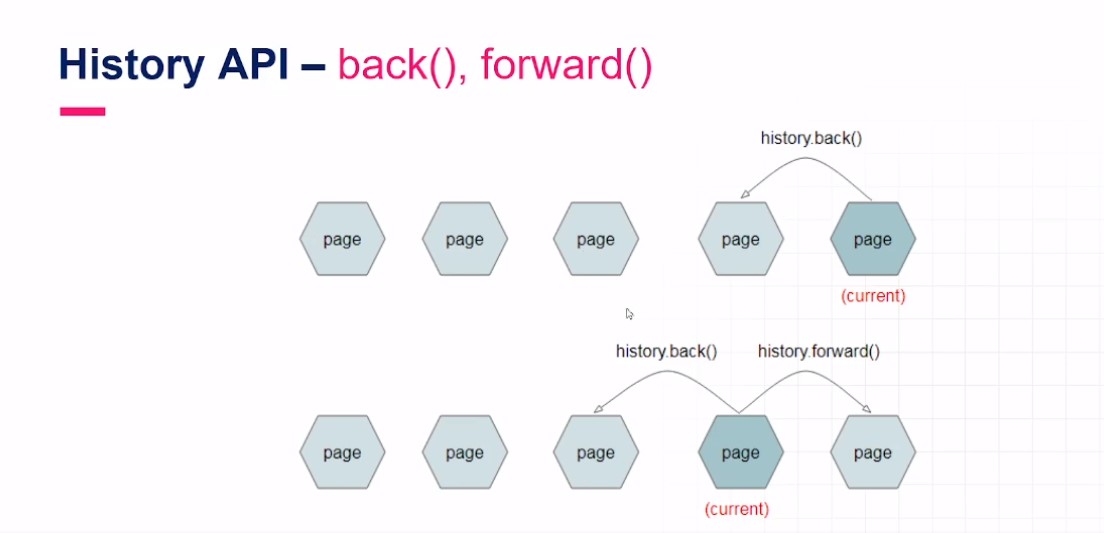 History API – back(), forward()
history.back()
page page page page page
(current)
history.back() history.forward()
page page page page page
(current)